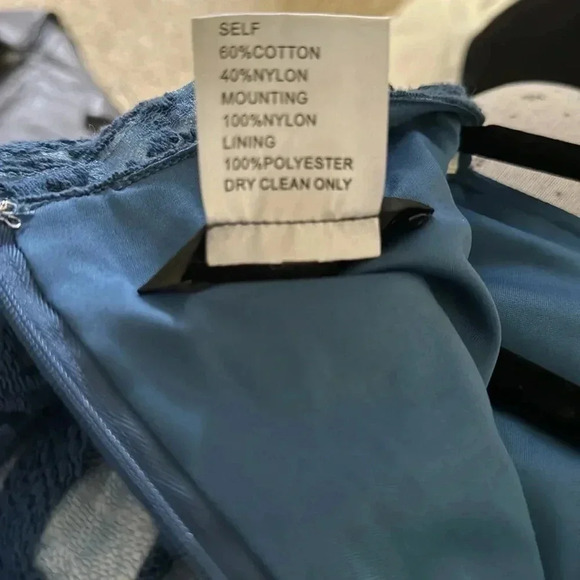 SELF
60%COTTON
40%NYLON
MOUNTING
100%NYLON
LINING
100%POLYESTER
DRY CLEAN ONLY